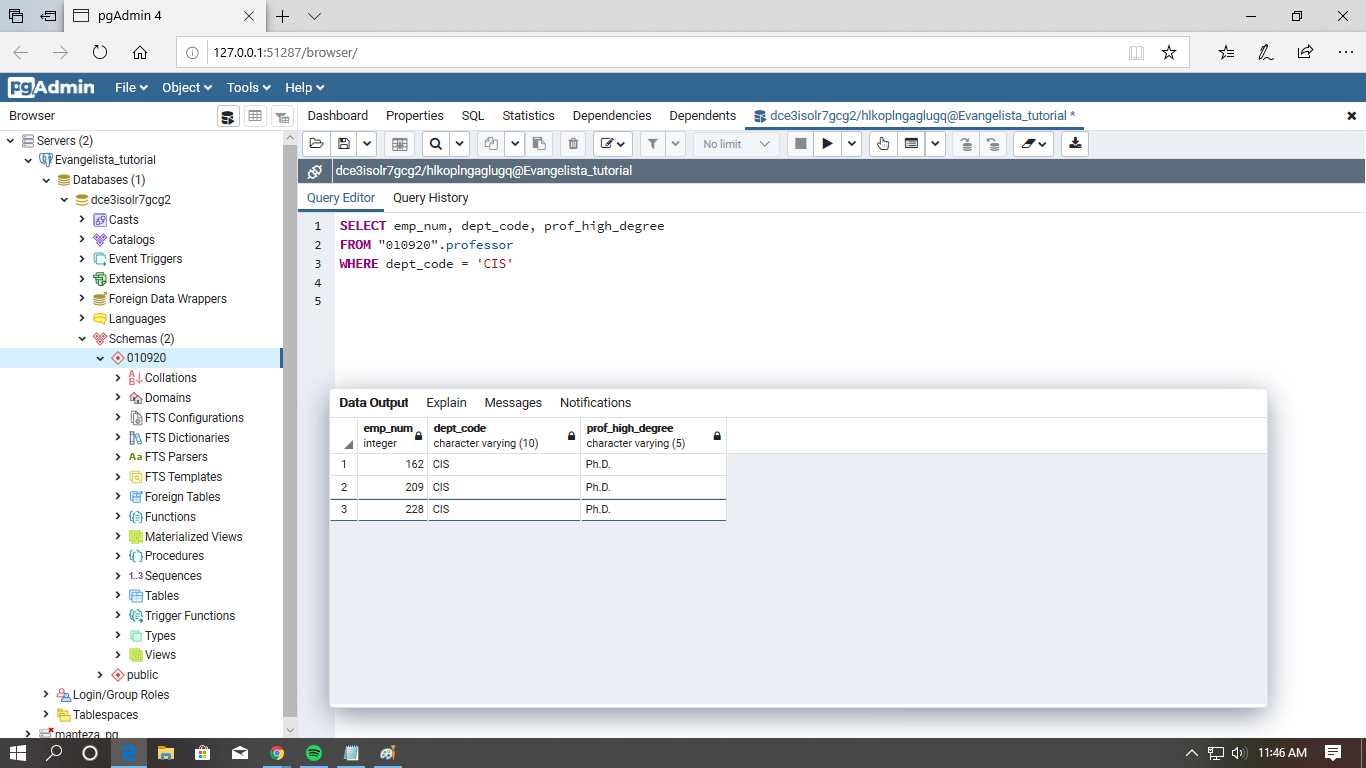 pgAdmin 4
127.0.0.1:51287/browser/
pgAdmin File Object Tools Help
Browser
Dashboard Properties SQL Statistics Dependencies Dependents dce3isolr7gcg2/hlkoplngaglugq@Evangelista_tutorial *
No limit
dce3isolr7gcg2/hlkoplngaglugq@Evangelista_tutorial
Query Editor Query History
1 SELECT emp_num, dept_code, prof_high_degree
2 FROM "010920".professor
3 WHERE dept_code = 'CIS'
4
5
Servers (2)
Evangelista_tutorial
Databases (1)
dce3isolr7gcg2
Casts
Catalogs
Event Triggers
Extensions
Foreign Data Wrappers
Languages
Schemas (2)
010920
Collations
Domains
FTS Configurations
FTS Dictionaries
Aa FTS Parsers
FTS Templates
Foreign Tables
Functions
Materialized Views
Procedures
1..3 Sequences
Tables
Trigger Functions
Types
Views
public
Login/Group Roles
Tablespaces
manteza_pg
Data Output Explain Messages Notifications
emp_num dept_code prof_high_degree
integer character varying (10) character varying (5)
1 162 CIS Ph.D.
2 209 CIS Ph.D.
3 228 CIS Ph.D.
11:46 AM